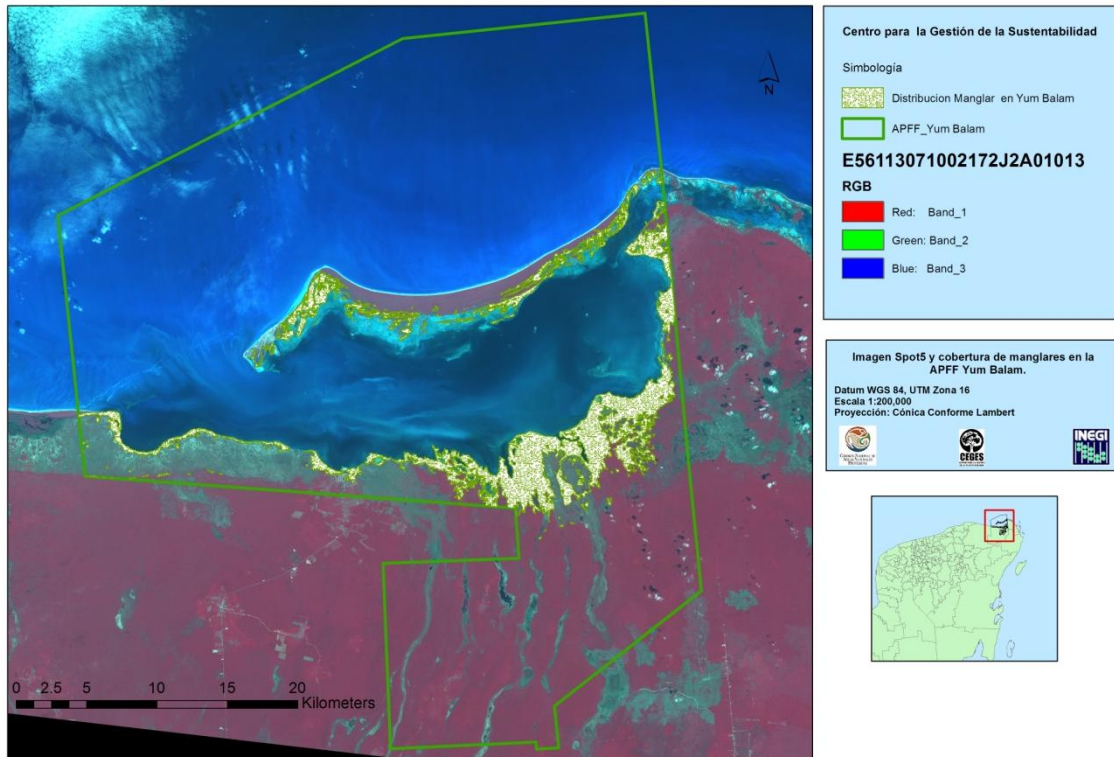 N
0 2.5 5 10 15 20
Kilometers
Centro para la Gestión de la Sustentabilidad
Simbología
Distribucion Manglar en Yum Balam
APFF_Yum Balam
E56113071002172J2A01013
RGB
Red: Band_1
Green: Band_2
Blue: Band_3
Imagen Spot5 y cobertura de manglares en la
APFF Yum Balam.
Datum WGS 84, UTM Zona 16
Escala 1:200,000
Proyección: Cónica Conforme Lambert
CEGES
INEGI